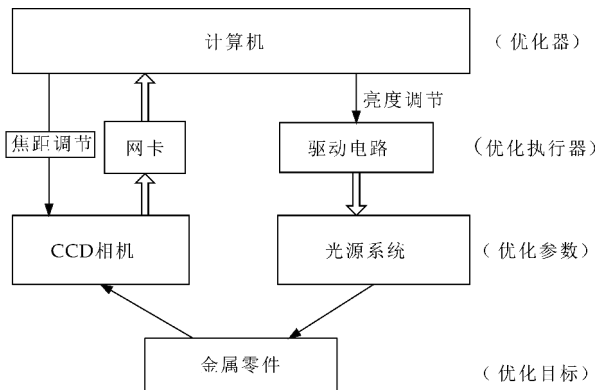 计算机 （优化器）
亮度调节
焦距调节 网卡 驱动电路 （优化执行器）
CCD相机 光源系统 （优化参数）
金属零件 （优化目标）